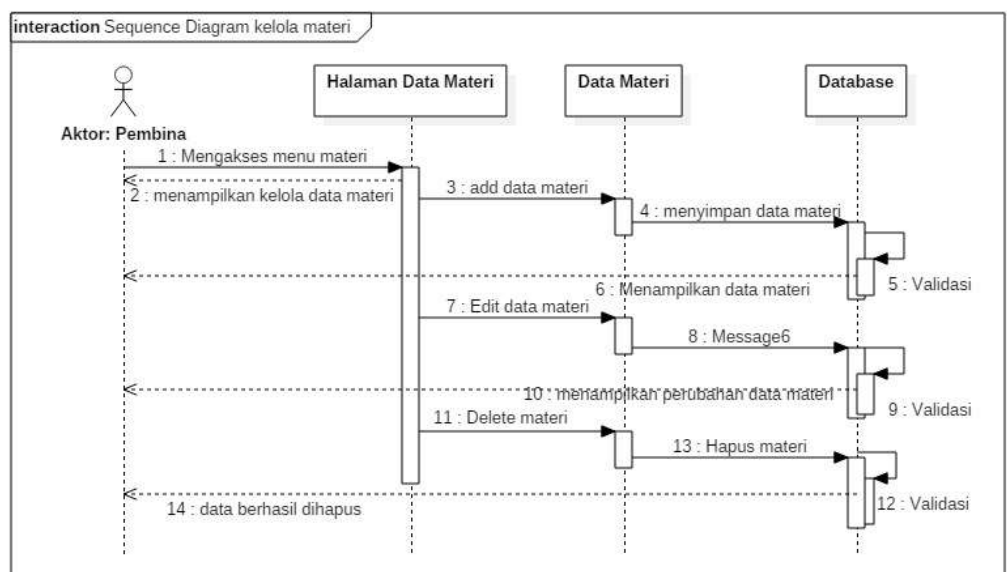 interaction Sequence Diagram kelola materi
Halaman Data Materi
Data Materi
Database
Aktor: Pembina
1 : Mengakses menu materi
2 : menampilkan kelola data materi
3 : add data materi
4 : menyimpan data materi
5 : Validasi
6 : Menampilkan data materi
7 : Edit data materi
8 : Message6
9 : Validasi
10 : menampilkan perubahan data materi
11 : Delete materi
13 : Hapus materi
12 : Validasi
14 : data berhasil dihapus